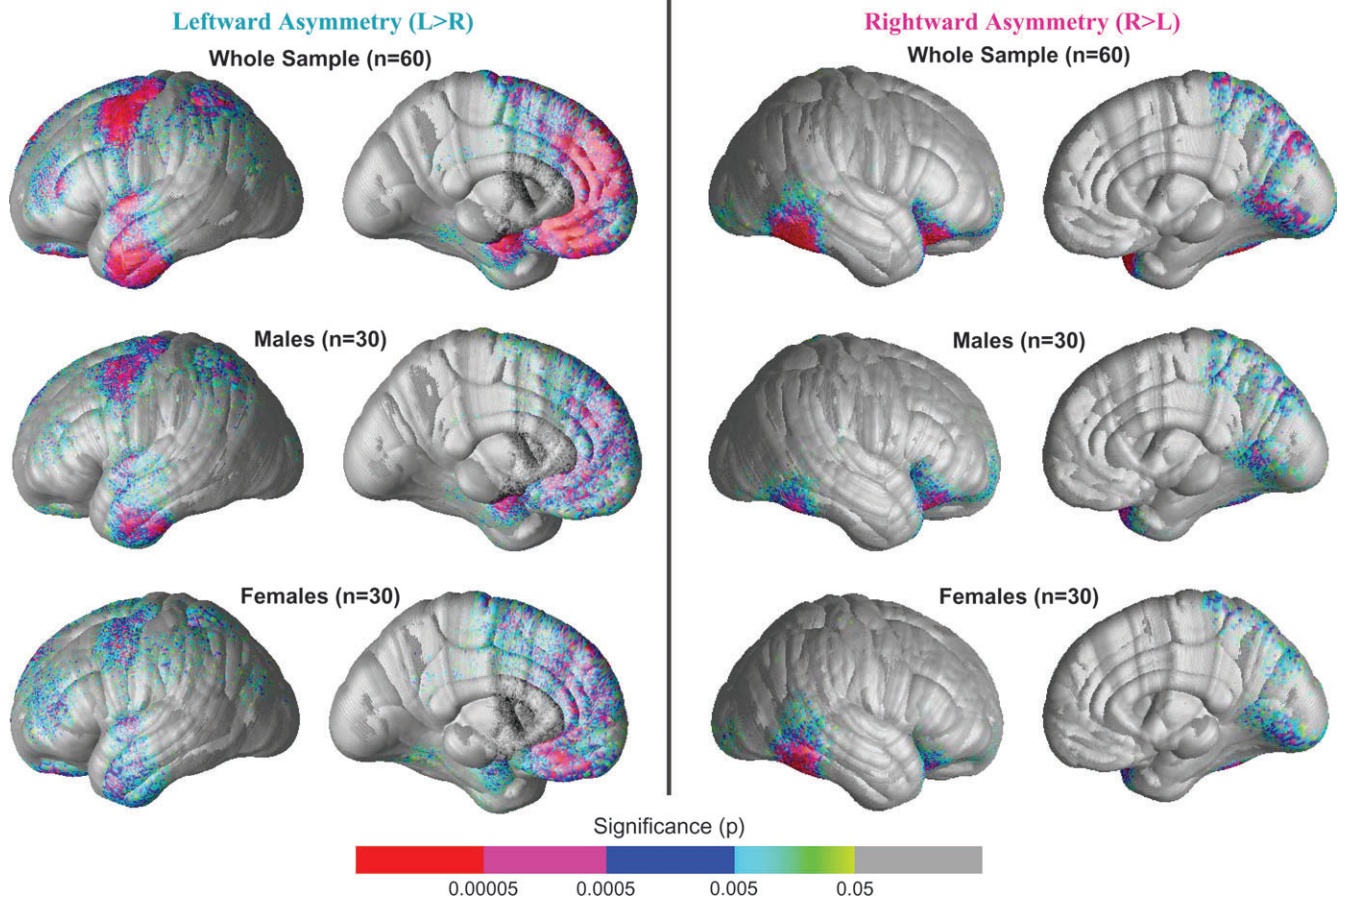 Leftward Asymmetry (L>R)
Rightward Asymmetry (R>L)
Whole Sample (n=60)
Whole Sample (n=60)
Males (n=30)
Males (n=30)
Females (n=30)
Females (n=30)
Significance (p)
0.00005 0.0005 0.005 0.05